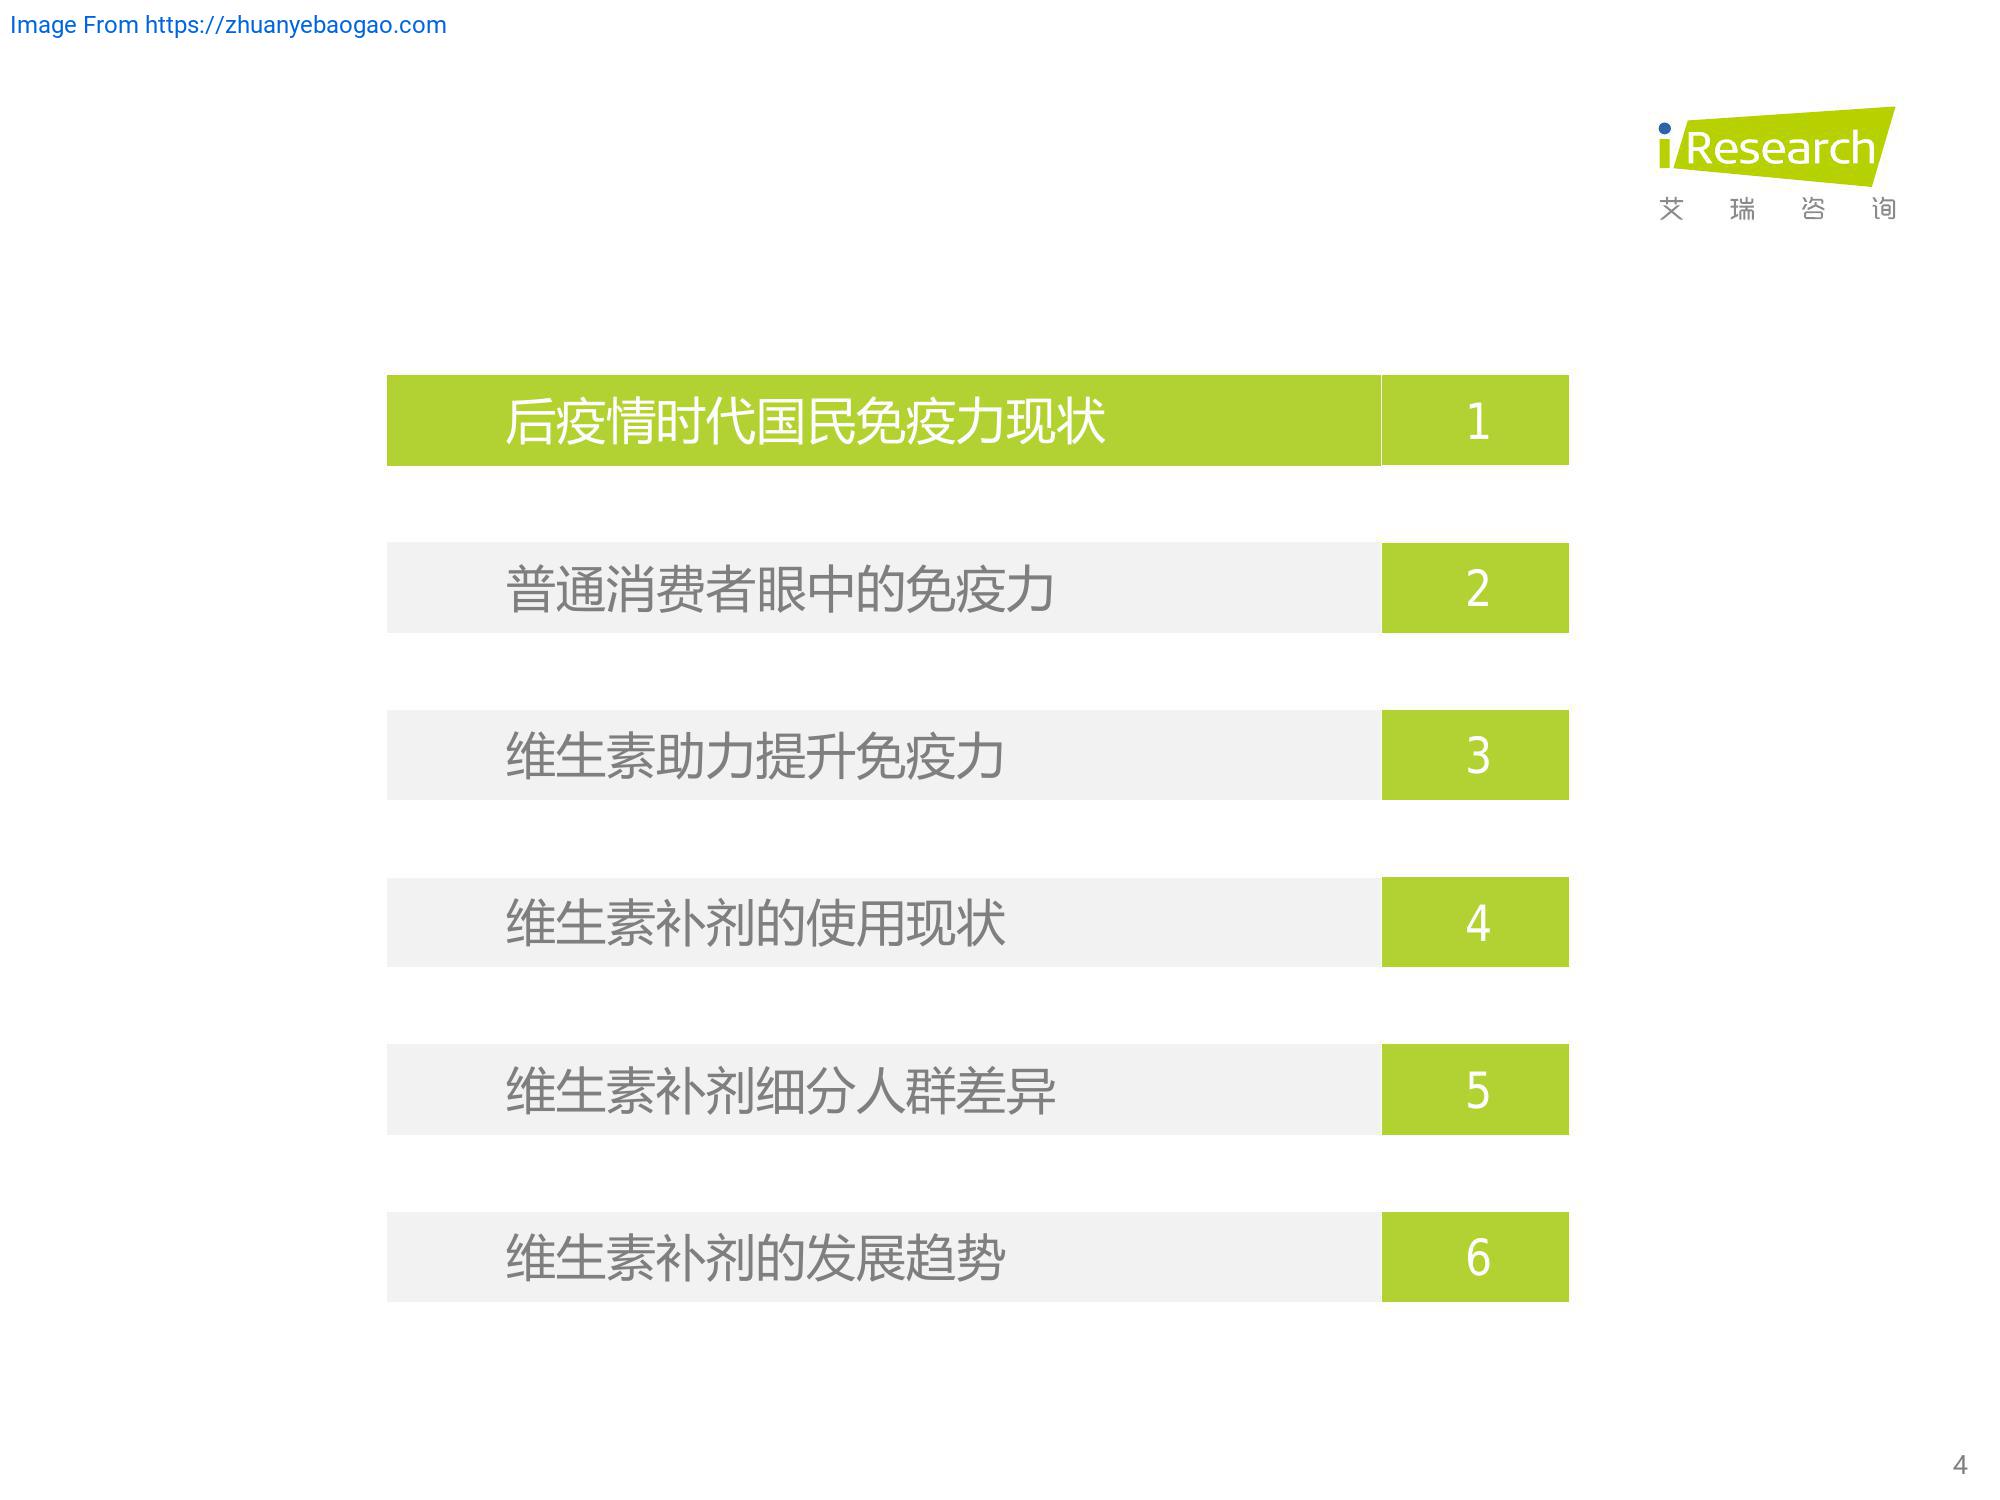 Image From https://zhuanyebaogao.com
iResearch
艾瑞咨询
后疫情时代国民免疫力现状 1
普通消费者眼中的免疫力 2
维生素助力提升免疫力 3
维生素补剂的使用现状 4
维生素补剂细分人群差异 5
维生素补剂的发展趋势 6
4